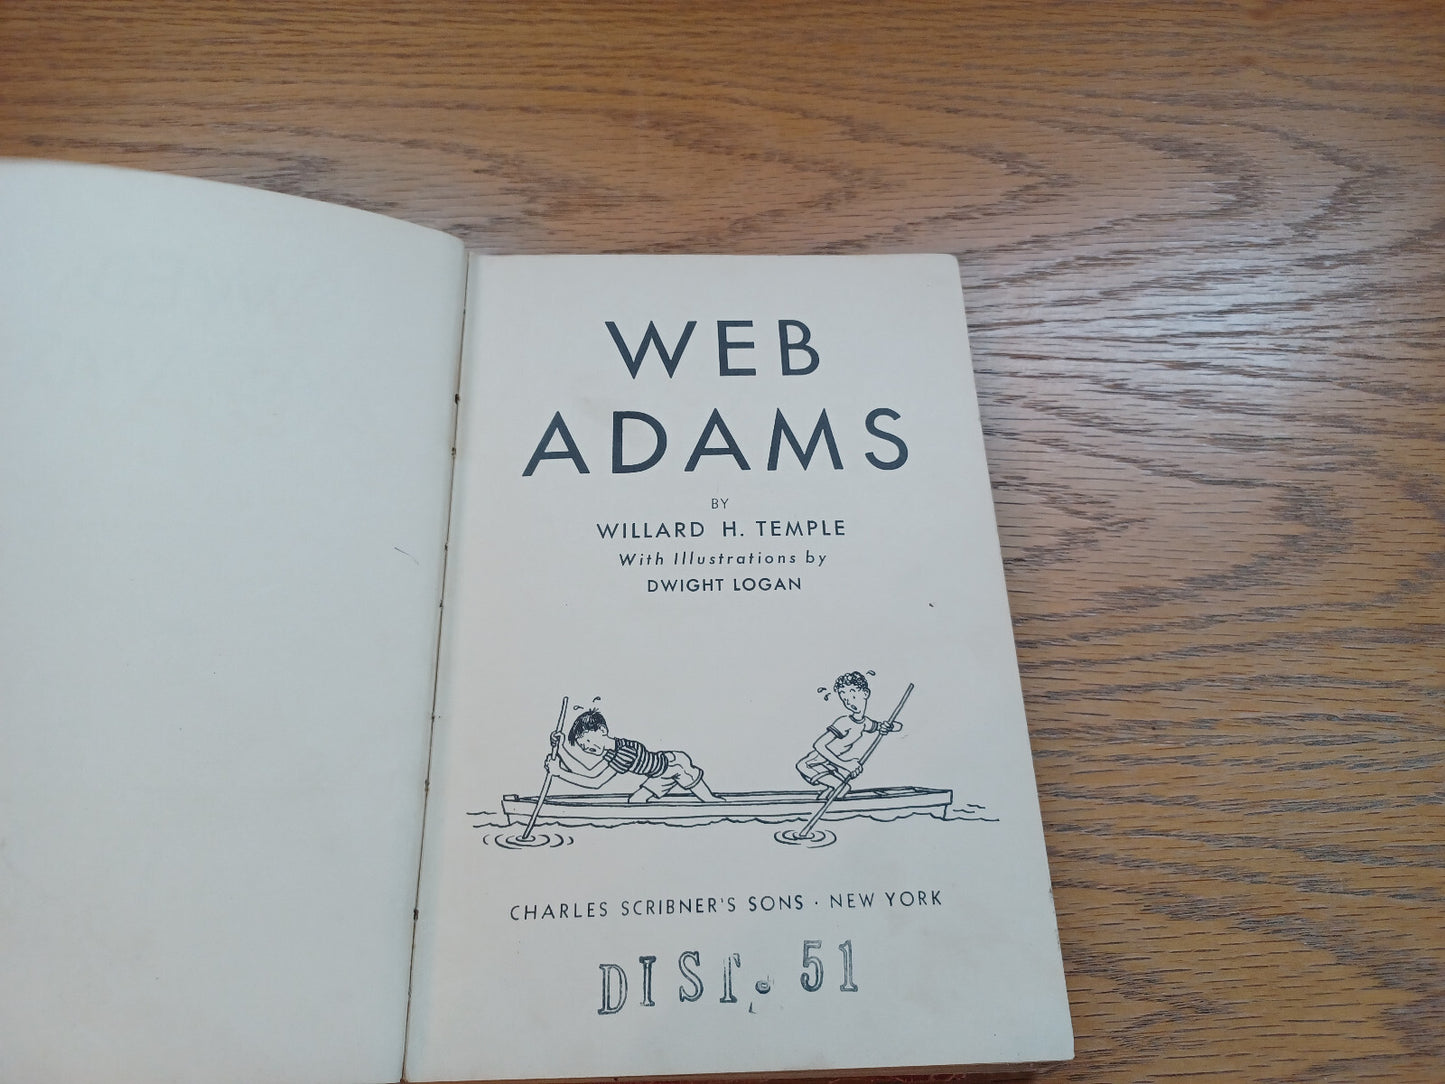 WEB
ADAMS
BY
WILLARD H. TEMPLE
With Illustrations by
DWIGHT LOGAN
CHARLES SCRIBNER'S SONS · NEW YORK
DIST. 51